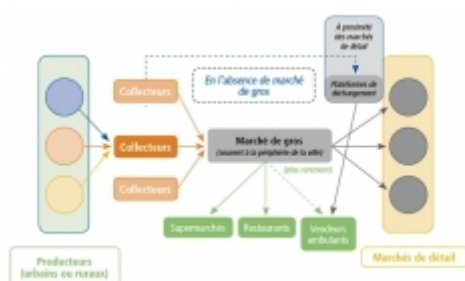 À proximité
des marchés
de détail
Collecteurs
En l'absence de marché
de gros
Plateformes de
déchargement
Collecteurs
Marché de gros
(souvent à la périphérie de la ville)
Collecteurs
(plus rarement)
Supermarchés
Restaurants
Vendeurs
ambulants
Producteurs
(urbains ou ruraux)
Marchés de détail